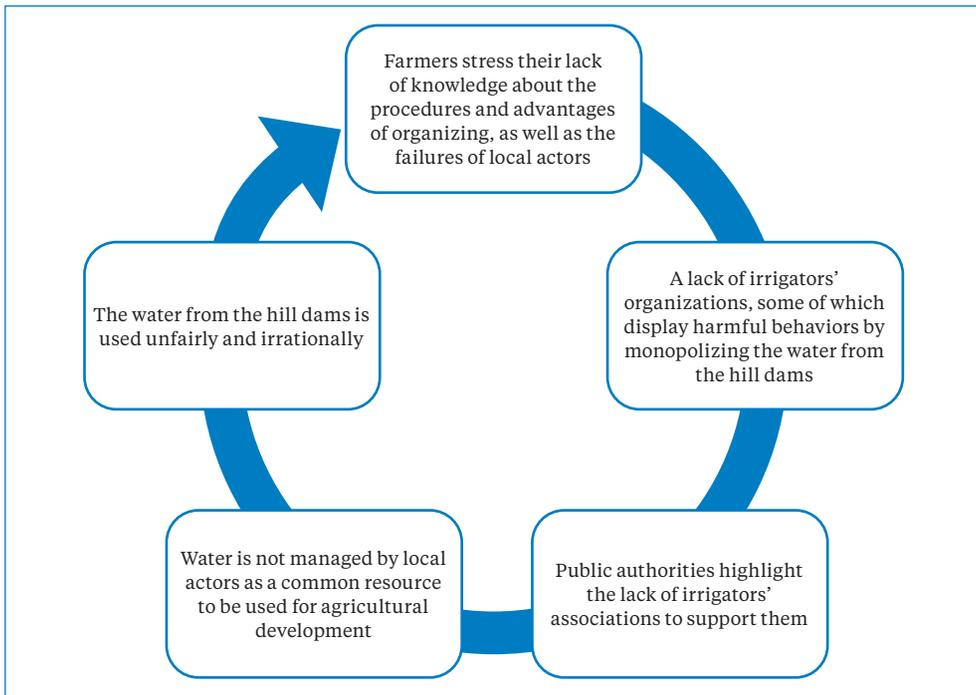 Farmers stress their lack
of knowledge about the
procedures and advantages
of organizing, as well as the
failures of local actors
A lack of irrigators’
organizations, some of which
display harmful behaviors by
monopolizing the water from
the hill dams
Public authorities highlight
the lack of irrigators’
associations to support them
Water is not managed by local
actors as a common resource
to be used for agricultural
development
The water from the hill dams is
used unfairly and irrationally